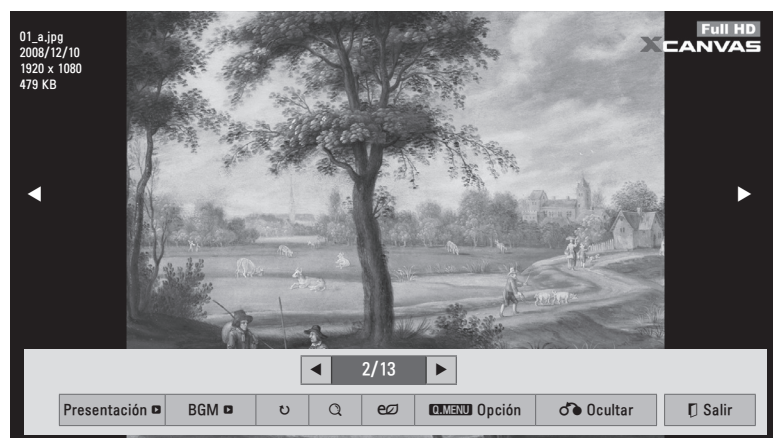 01_a.jpg
2008/12/10
1920 x 1080
479 KB
Full HD
XCANVAS
2/13
Presentación
BGM
Q.MENU Opción
Ocultar
Salir